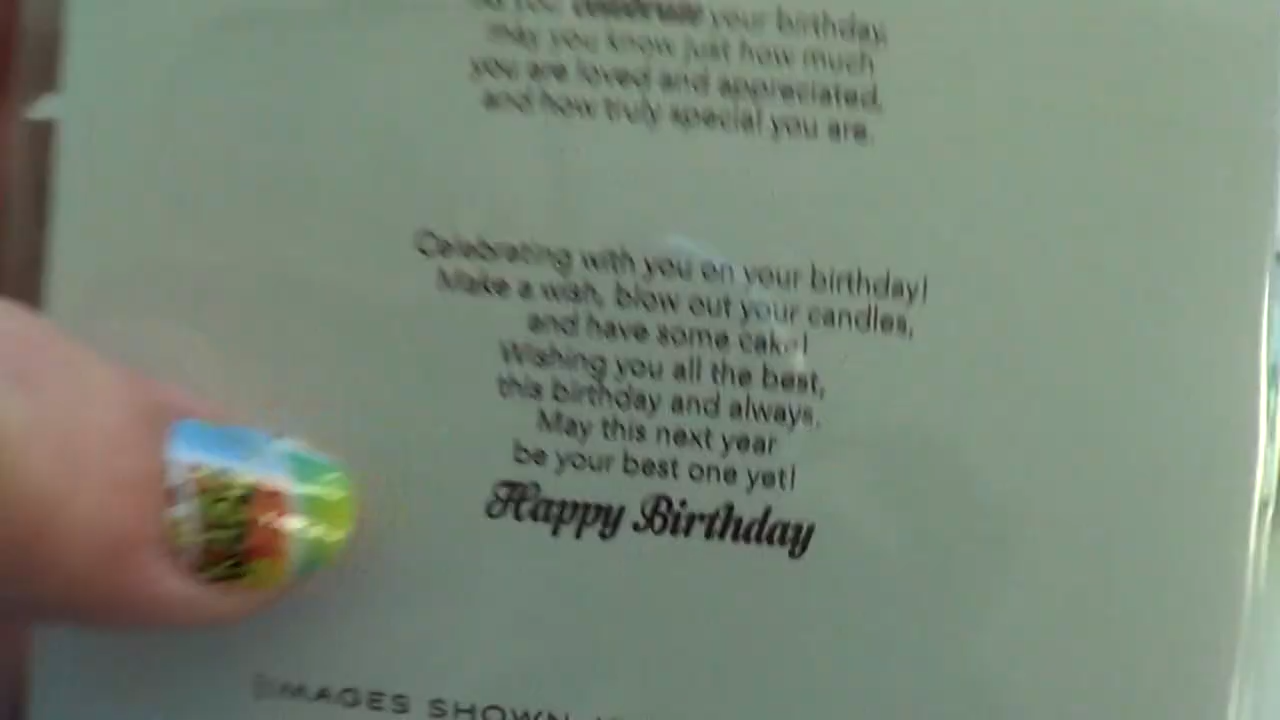 celebrate your birthday,
may you know just how much
you are loved and appreciated,
and how truly special you are.
Celebrating with you on your birthday!
Make a wish, blow out your candles,
and have some cake!
Wishing you all the best,
this birthday and always.
May this next year
be your best one yet!
Happy Birthday
IMAGES SHOWN